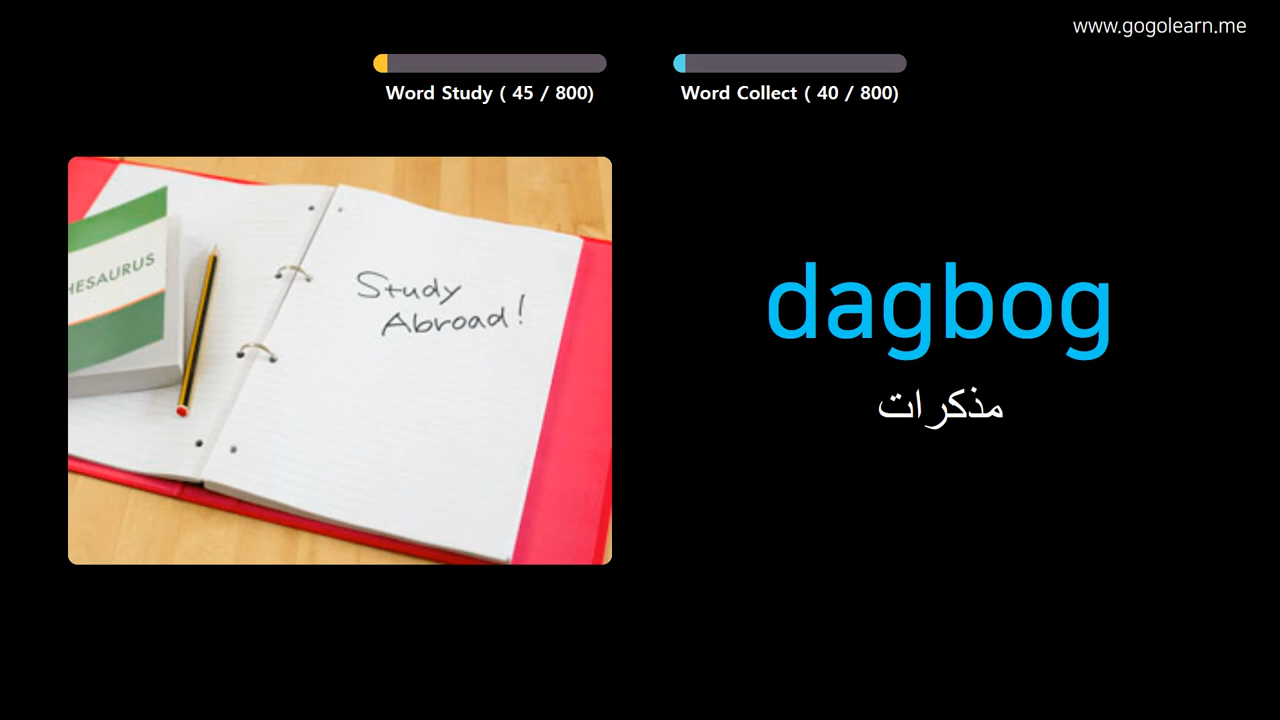 www.gogolearn.me
Word Study ( 45 / 800)
Word Collect ( 40 / 800)
HESAURUS
Study
Abroad!
dagbog
مذكرات